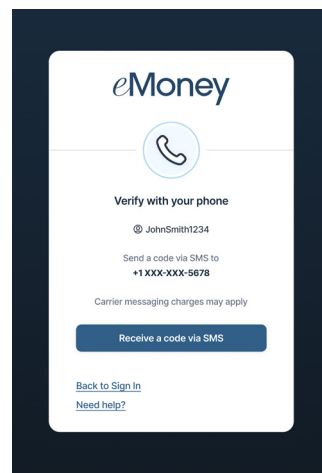 eMoney
Verify with your phone
JohnSmith1234
Send a code via SMS to
+1 XXX-XXX-5678
Carrier messaging charges may apply
Receive a code via SMS
Back to Sign In
Need help?